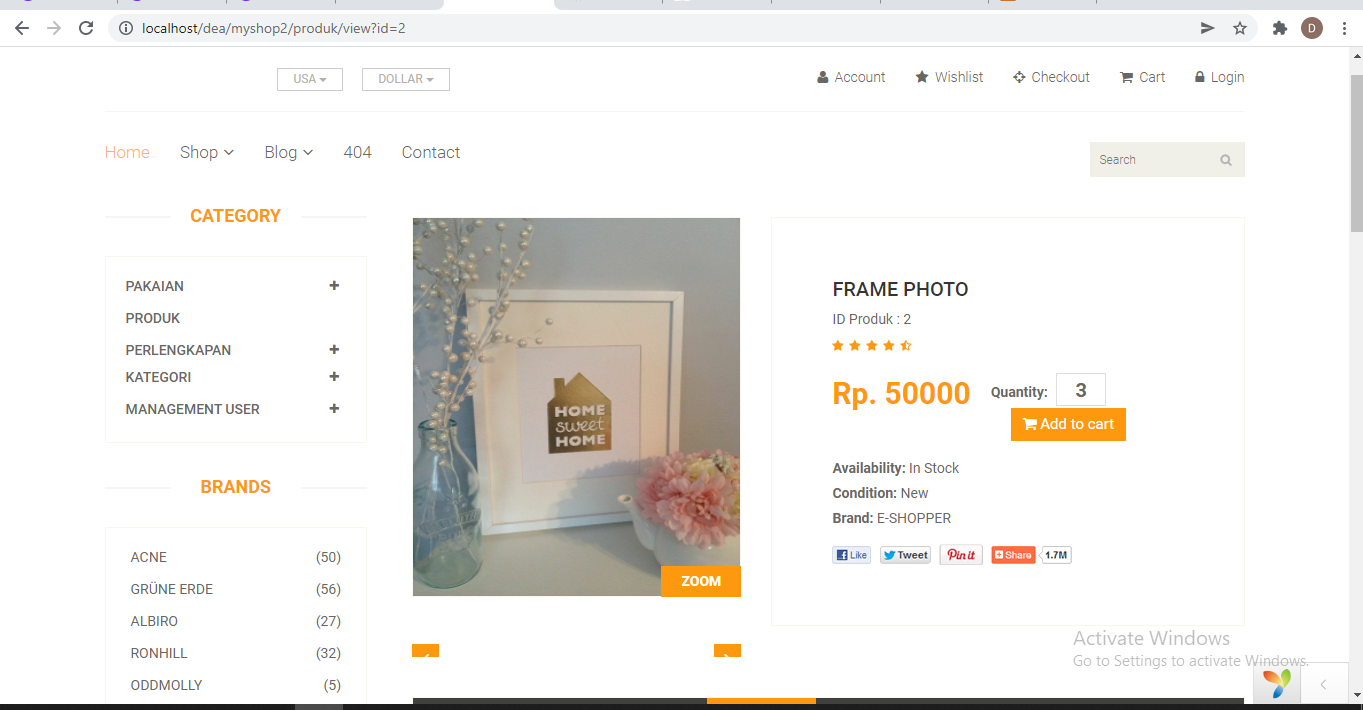 localhost/dea/myshop2/produk/view?id=2
D
USA
DOLLAR
Account
Wishlist
Checkout
Cart
Login
Home
Shop
Blog
404
Contact
Search
CATEGORY
PAKAIAN
PRODUK
PERLENGKAPAN
KATEGORI
MANAGEMENT USER
BRANDS
ACNE (50)
GRÜNE ERDE (56)
ALBIRO (27)
RONHILL (32)
ODDMOLLY (5)
HOME
sweet
HOME
ZOOM
FRAME PHOTO
ID Produk : 2
Rp. 50000
Quantity: 3
Add to cart
Availability: In Stock
Condition: New
Brand: E-SHOPPER
Like
Tweet
Pin it
Share
1.7M
Activate Windows
Go to Settings to activate Windows.